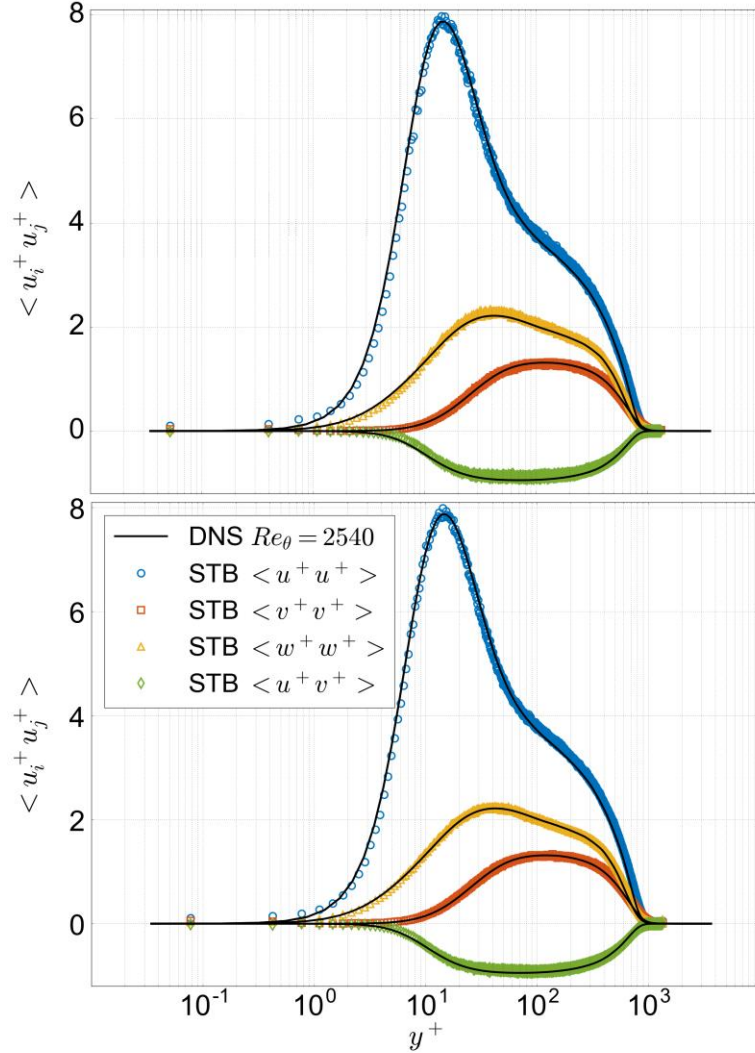 8
6
4
2
0
< u_i^+ u_j^+ >
8
6
4
2
0
< u_i^+ u_j^+ >
DNS Re_θ = 2540
STB < u^+ u^+ >
STB < v^+ v^+ >
STB < w^+ w^+ >
STB < u^+ v^+ >
10^-1 10^0 10^1 10^2 10^3
y^+